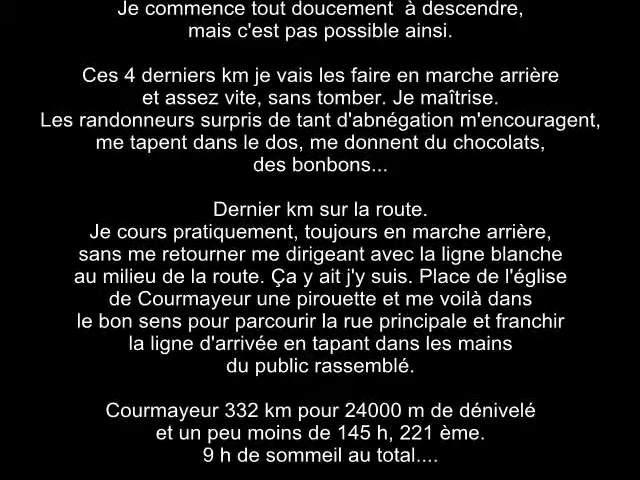 Je commence tout doucement  à descendre,
mais c'est pas possible ainsi.
Ces 4 derniers km je vais les faire en marche arrière
et assez vite, sans tomber. Je maîtrise.
Les randonneurs surpris de tant d'abnégation m'encouragent,
me tapent dans le dos, me donnent du chocolats,
des bonbons...
Dernier km sur la route.
Je cours pratiquement, toujours en marche arrière,
sans me retourner me dirigeant avec la ligne blanche
au milieu de la route. Ça y ait j'y suis. Place de l'église
de Courmayeur une pirouette et me voilà dans
le bon sens pour parcourir la rue principale et franchir
la ligne d'arrivée en tapant dans les mains
du public rassemblé.
Courmayeur 332 km pour 24000 m de dénivelé
et un peu moins de 145 h, 221 ème.
9 h de sommeil au total....